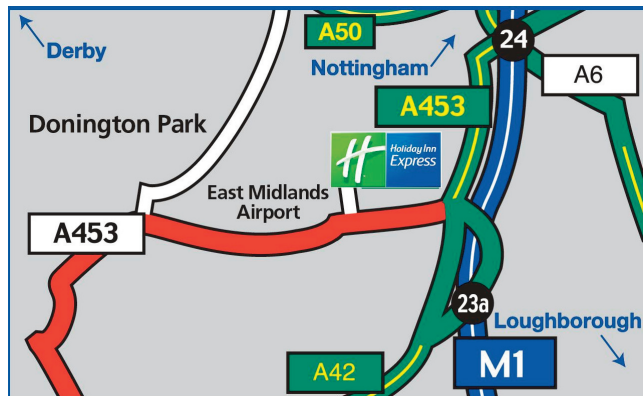 Derby
A50
Nottingham
24
A6
Donington Park
A453
Holiday Inn
Express
East Midlands
Airport
A453
23a
Loughborough
A42
M1